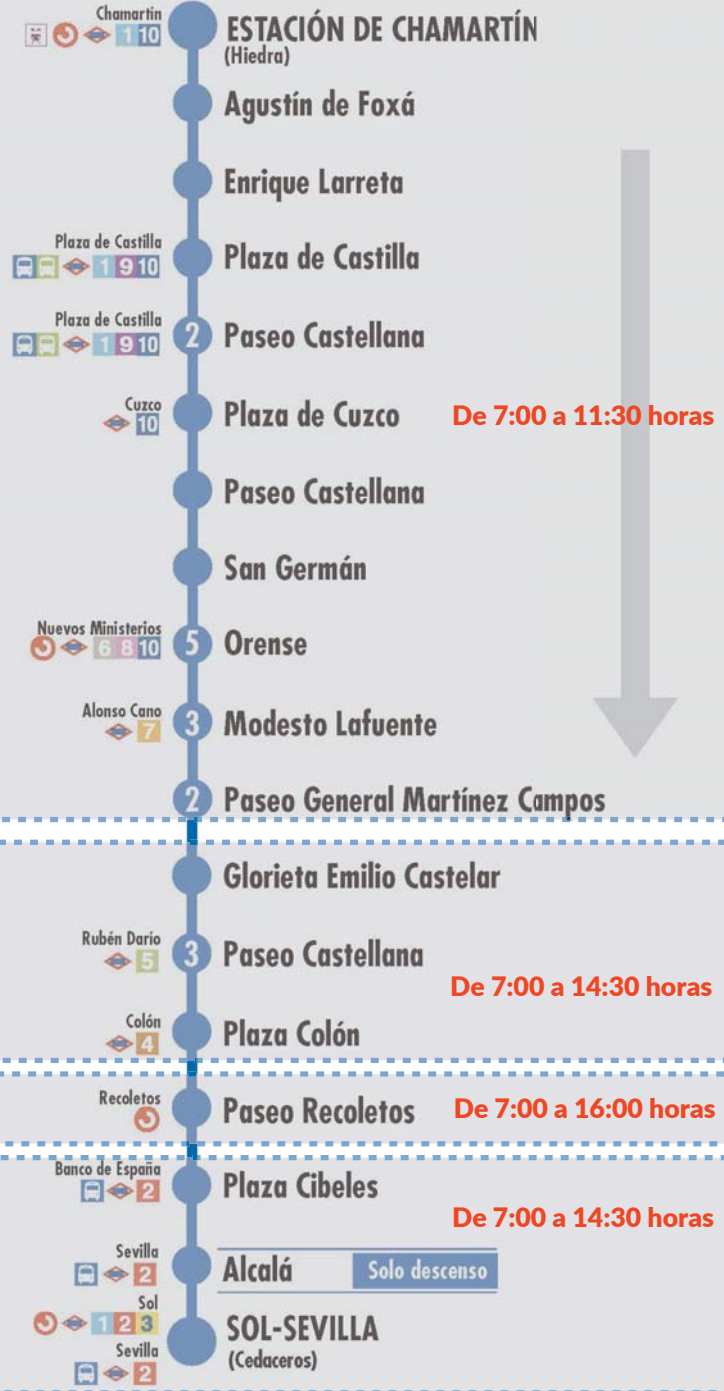 Chamartín
1 10
ESTACIÓN DE CHAMARTÍN
(Hiedra)
Agustín de Foxá
Enrique Larreta
Plaza de Castilla
1 9 10
Plaza de Castilla
Plaza de Castilla
1 9 10
2
Paseo Castellana
Cuzco
10
Plaza de Cuzco
De 7:00 a 11:30 horas
Paseo Castellana
San Germán
Nuevos Ministerios
6 8 10
5
Orense
Alonso Cano
7
3
Modesto Lafuente
2
Paseo General Martínez Campos
Glorieta Emilio Castelar
Rubén Darío
5
3
Paseo Castellana
De 7:00 a 14:30 horas
Colón
4
Plaza Colón
Recoletos
Paseo Recoletos
De 7:00 a 16:00 horas
Banco de España
2
Plaza Cibeles
De 7:00 a 14:30 horas
Sevilla
2
Alcalá
Solo descenso
Sol
1 2 3
Sevilla
2
SOL-SEVILLA
(Cedaceros)